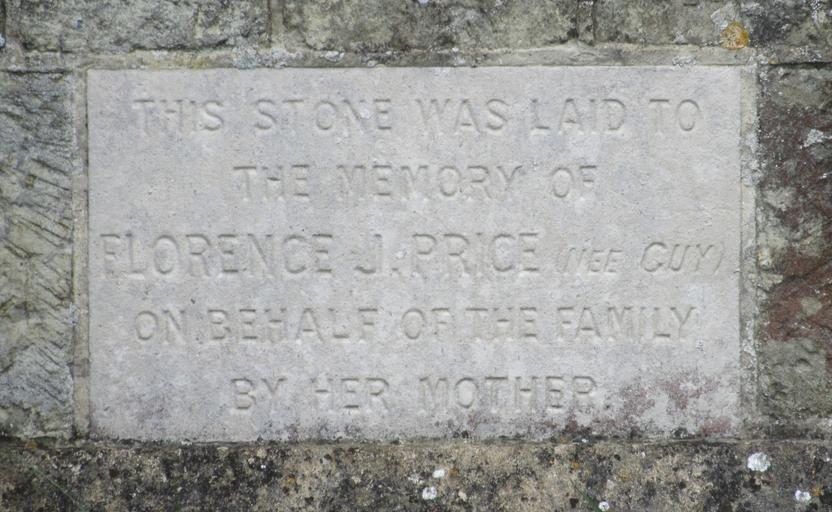 THIS STONE WAS LAID TO
THE MEMORY OF
FLORENCE J. PRICE (NEE GUY)
ON BEHALF OF THE FAMILY
BY HER MOTHER.